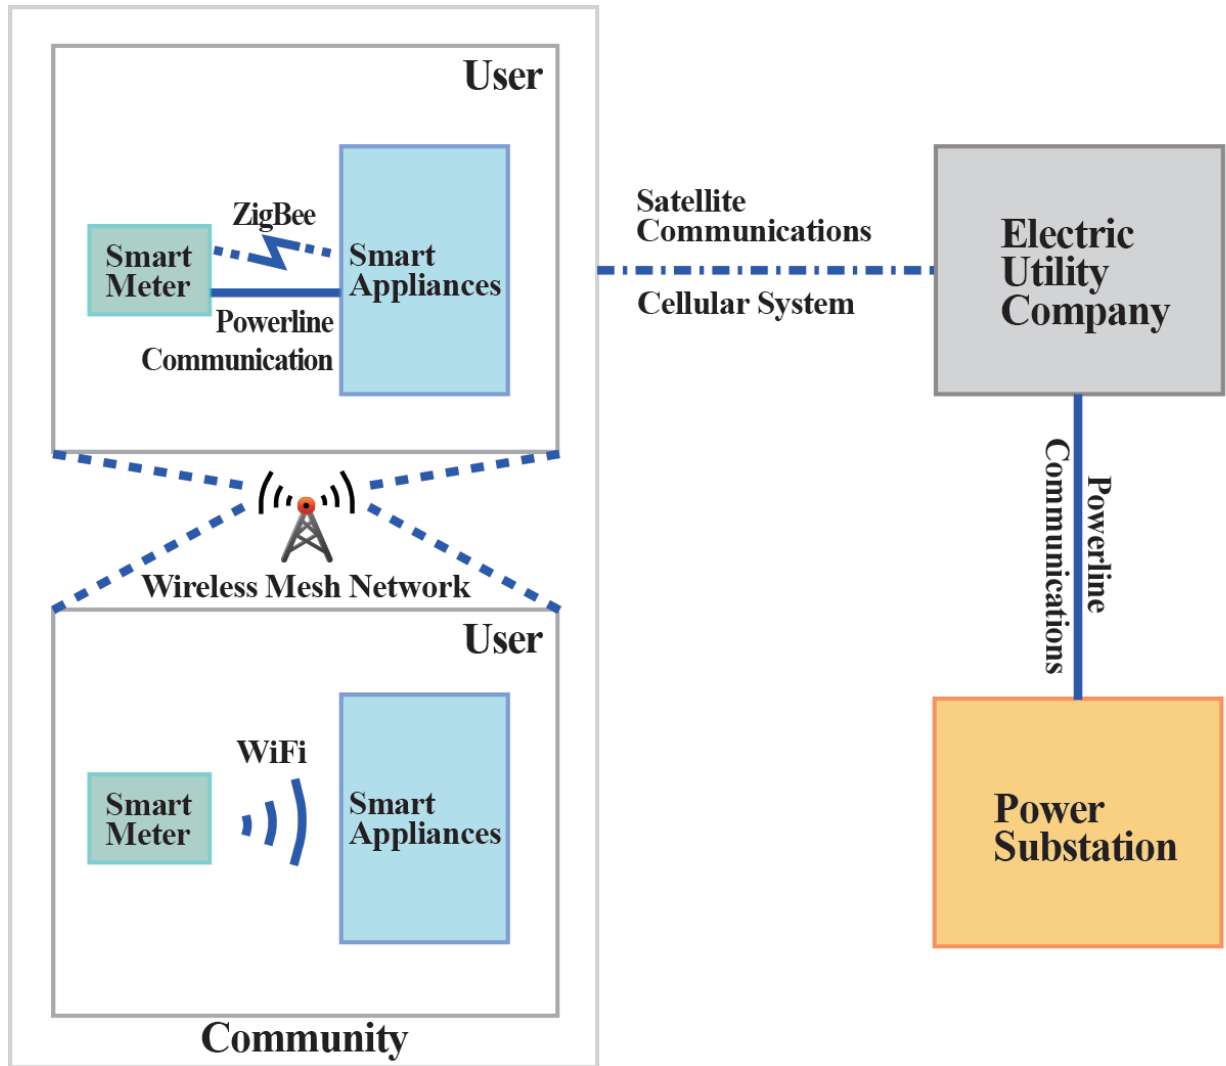 User
ZigBee
Smart
Meter
Smart
Appliances
Powerline
Communication
Wireless Mesh Network
User
WiFi
Smart
Meter
Smart
Appliances
Community
Satellite
Communications
Cellular System
Electric
Utility
Company
Powerline
Communications
Power
Substation